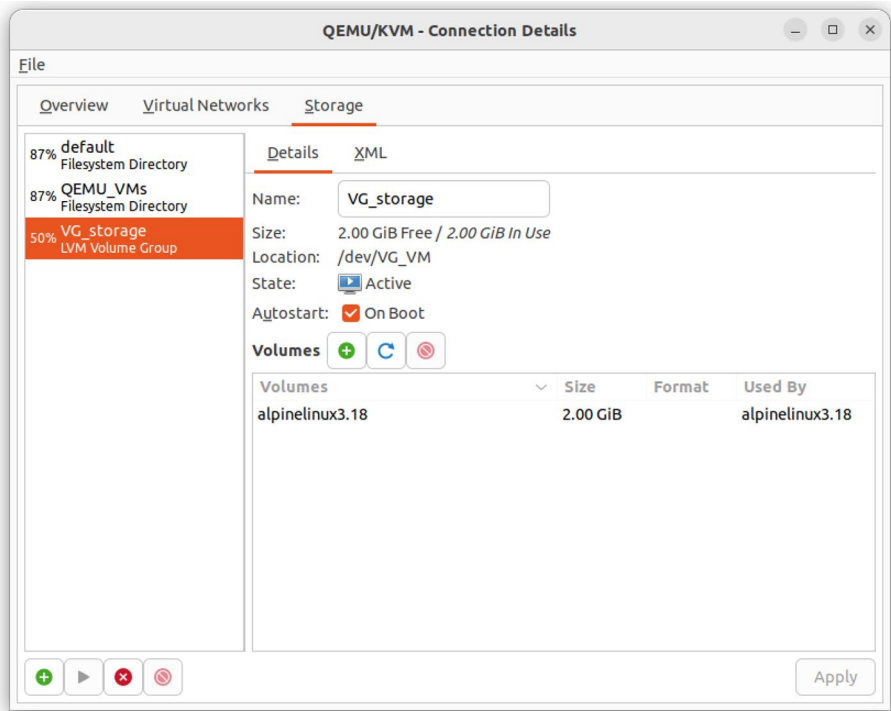 QEMU/KVM - Connection Details
File
Overview Virtual Networks Storage
87% default
Filesystem Directory
87% QEMU_VMs
Filesystem Directory
50% VG_storage
LVM Volume Group
Details XML
Name: VG_storage
Size: 2.00 GiB Free / 2.00 GiB In Use
Location: /dev/VG_VM
State: Active
Autostart: On Boot
Volumes
Volumes Size Format Used By
alpinelinux3.18 2.00 GiB alpinelinux3.18
Apply